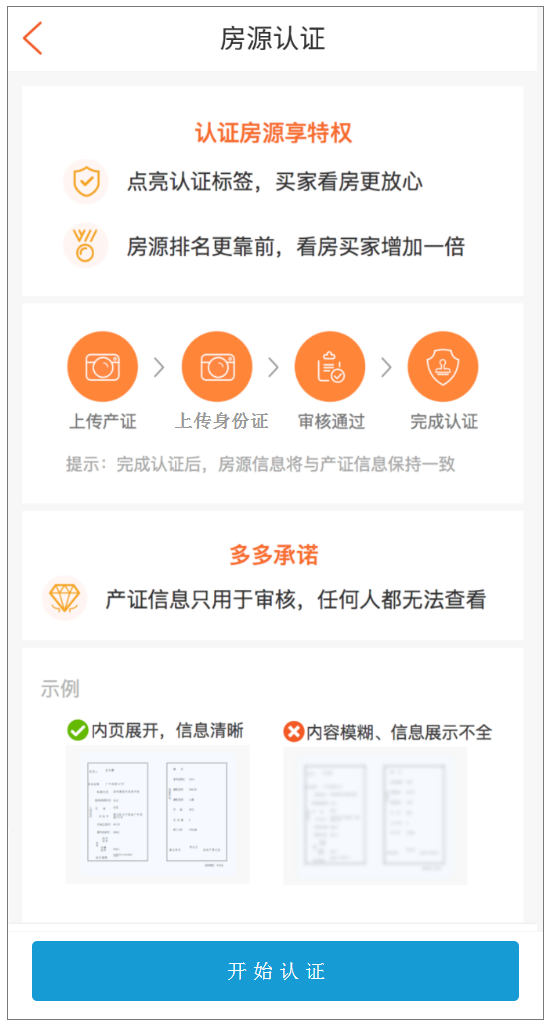 房源认证
认证房源享特权
点亮认证标签，买家看房更放心
房源排名更靠前，看房买家增加一倍
上传产证
上传身份证
审核通过
完成认证
提示：完成认证后，房源信息将与产证信息保持一致
多多承诺
产证信息只用于审核，任何人都无法查看
示例
内页展开，信息清晰
内容模糊、信息展示不全
开始认证